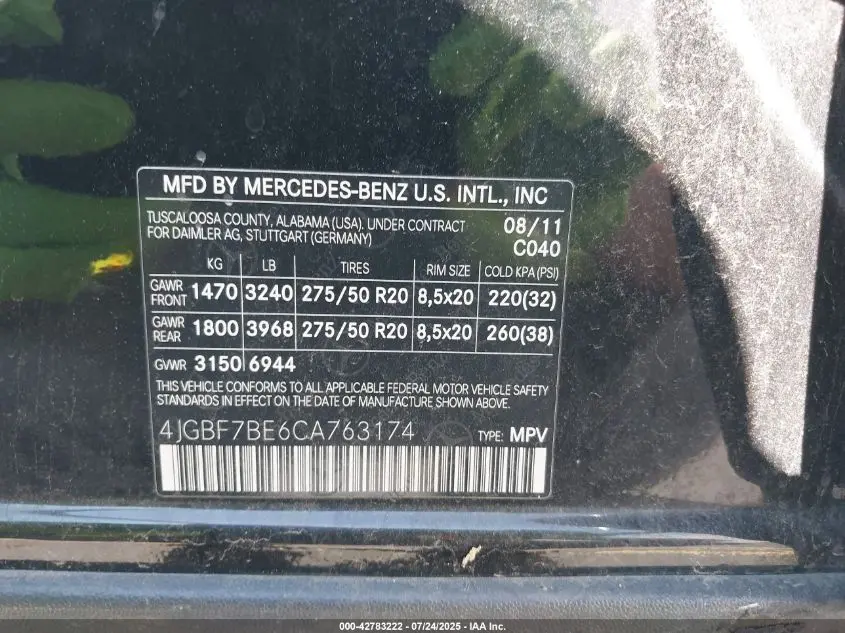 MFD BY MERCEDES-BENZ U.S. INTL., INC
TUSCALOOSA COUNTY, ALABAMA (USA). UNDER CONTRACT 08/11
FOR DAIMLER AG, STUTTGART (GERMANY) C040
KG LB TIRES RIM SIZE COLD KPA (PSI)
GAWR FRONT 1470 3240 275/50 R20 8,5x20 220(32)
GAWR REAR 1800 3968 275/50 R20 8,5x20 260(38)
GVWR 3150 6944
THIS VEHICLE CONFORMS TO ALL APPLICABLE FEDERAL MOTOR VEHICLE SAFETY
STANDARDS IN EFFECT ON THE DATE OF MANUFACTURE SHOWN ABOVE.
4JGBF7BE6CA763174 TYPE: MPV
000-42783222 - 07/24/2025 - IAA Inc.